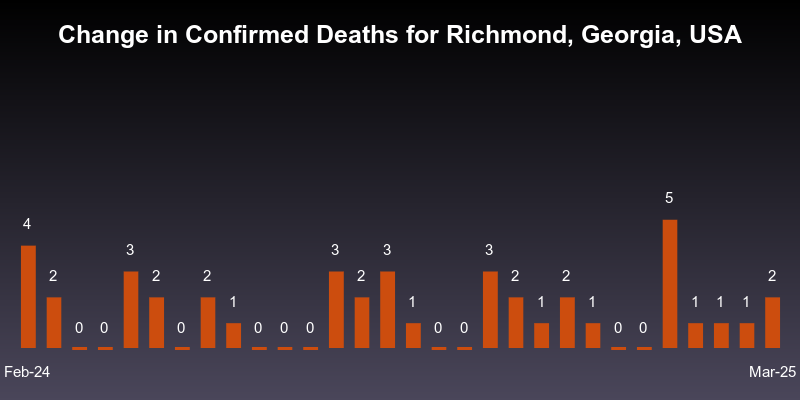 Change in Confirmed Deaths for Richmond, Georgia, USA
5
4
3 3 3 3
2 2 2 2 2 2 2
1 1 1 1 1 1 1
0 0 0 0 0 0 0 0 0 0
Feb-24 Mar-25